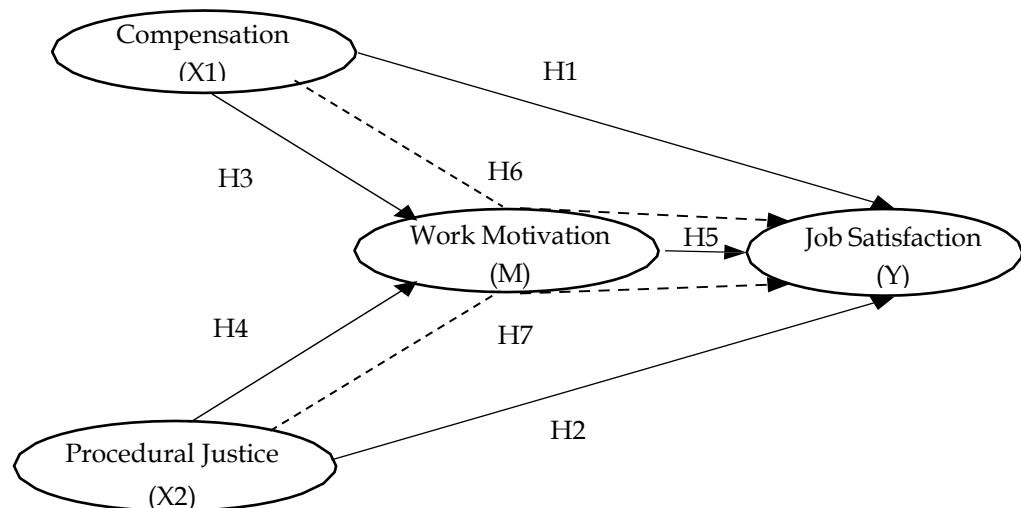 Compensation
(X1)
H1
H3
H6
Work Motivation
(M)
H5
Job Satisfaction
(Y)
H4
H7
H2
Procedural Justice
(X2)